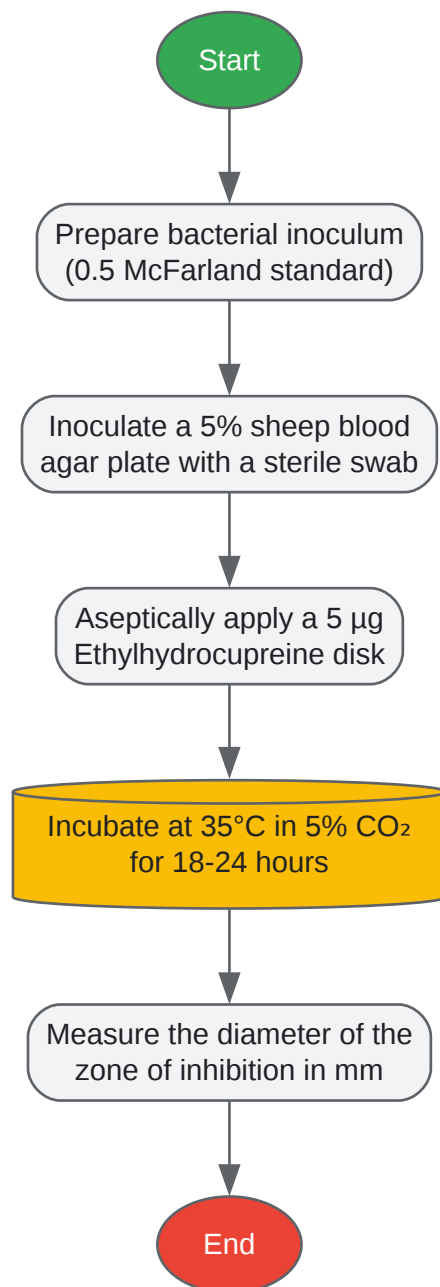 Start
Prepare bacterial inoculum
(0.5 McFarland standard)
Inoculate a 5% sheep blood
agar plate with a sterile swab
Aseptically apply a 5 µg
Ethylhydrocupreine disk
Incubate at 35°C in 5% CO₂
for 18-24 hours
Measure the diameter of the
zone of inhibition in mm
End